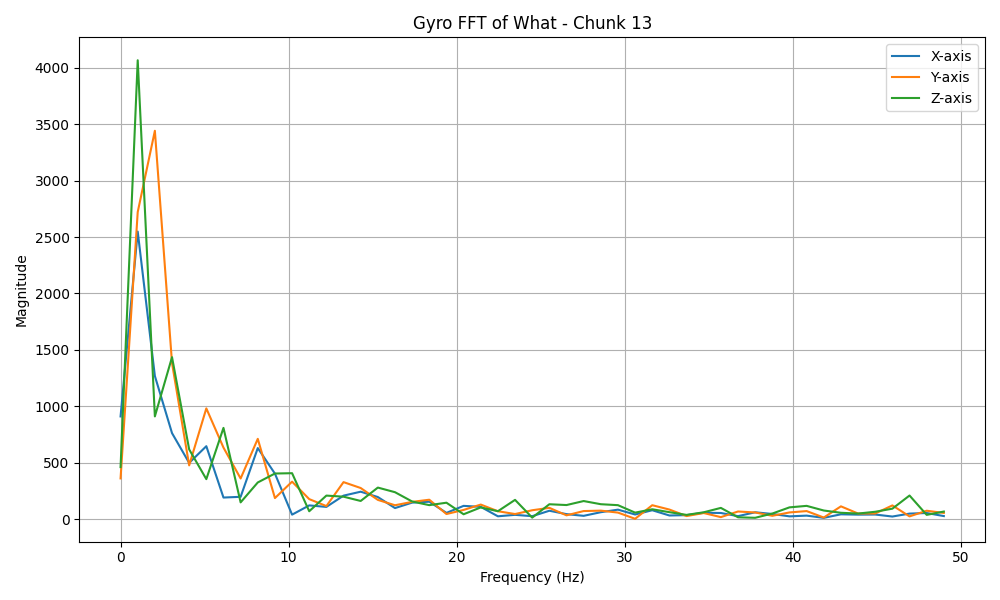 Gyro FFT of What - Chunk 13
X-axis
Y-axis
Z-axis
4000
3500
3000
2500
2000
1500
1000
500
0
Magnitude
0 10 20 30 40 50
Frequency (Hz)